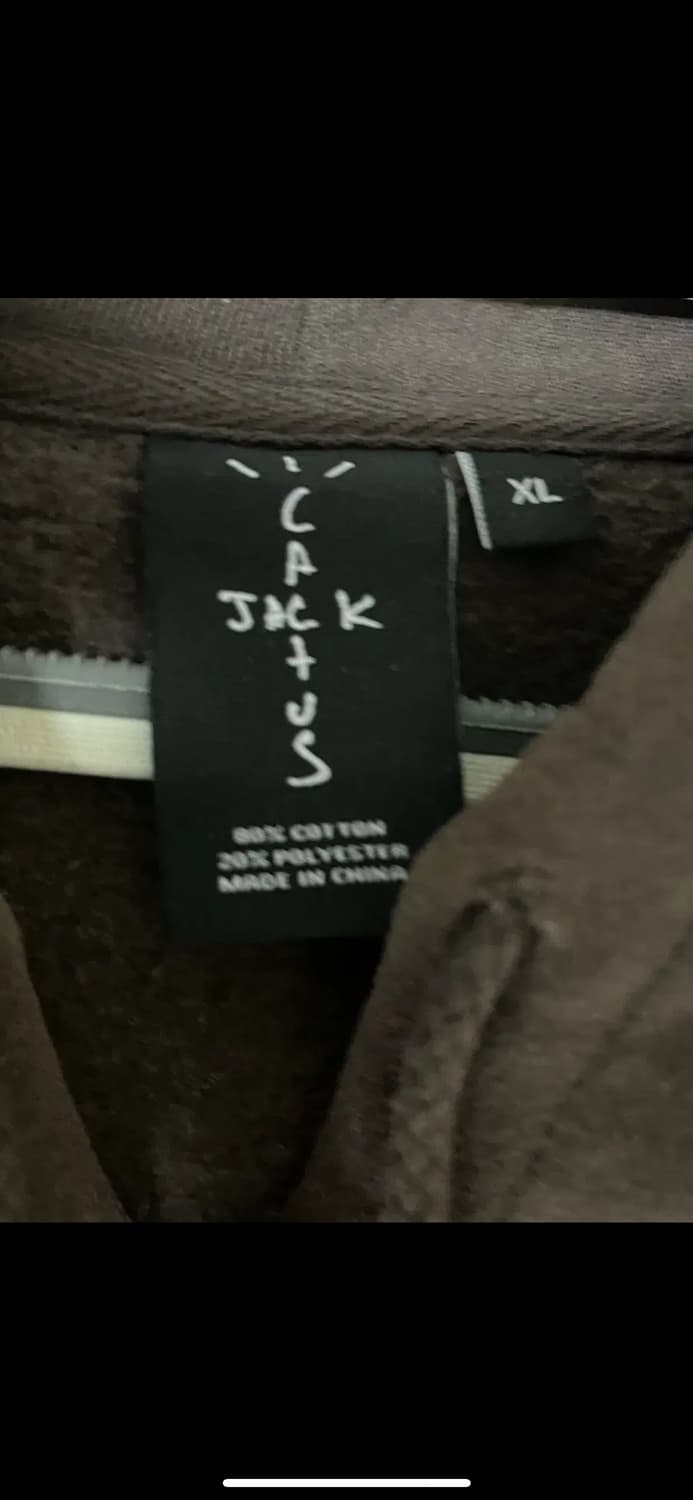 XL
C
A
JACK
T
U
S
80% COTTON
20% POLYESTER
MADE IN CHINA